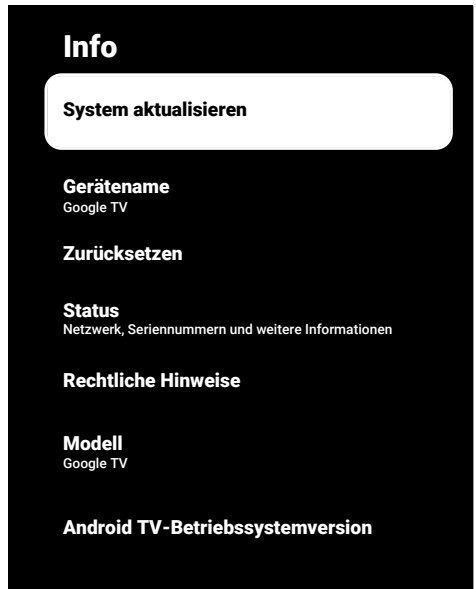 Info
System aktualisieren
Gerätename
Google TV
Zurücksetzen
Status
Netzwerk, Seriennummern und weitere Informationen
Rechtliche Hinweise
Modell
Google TV
Android TV-Betriebssystemversion